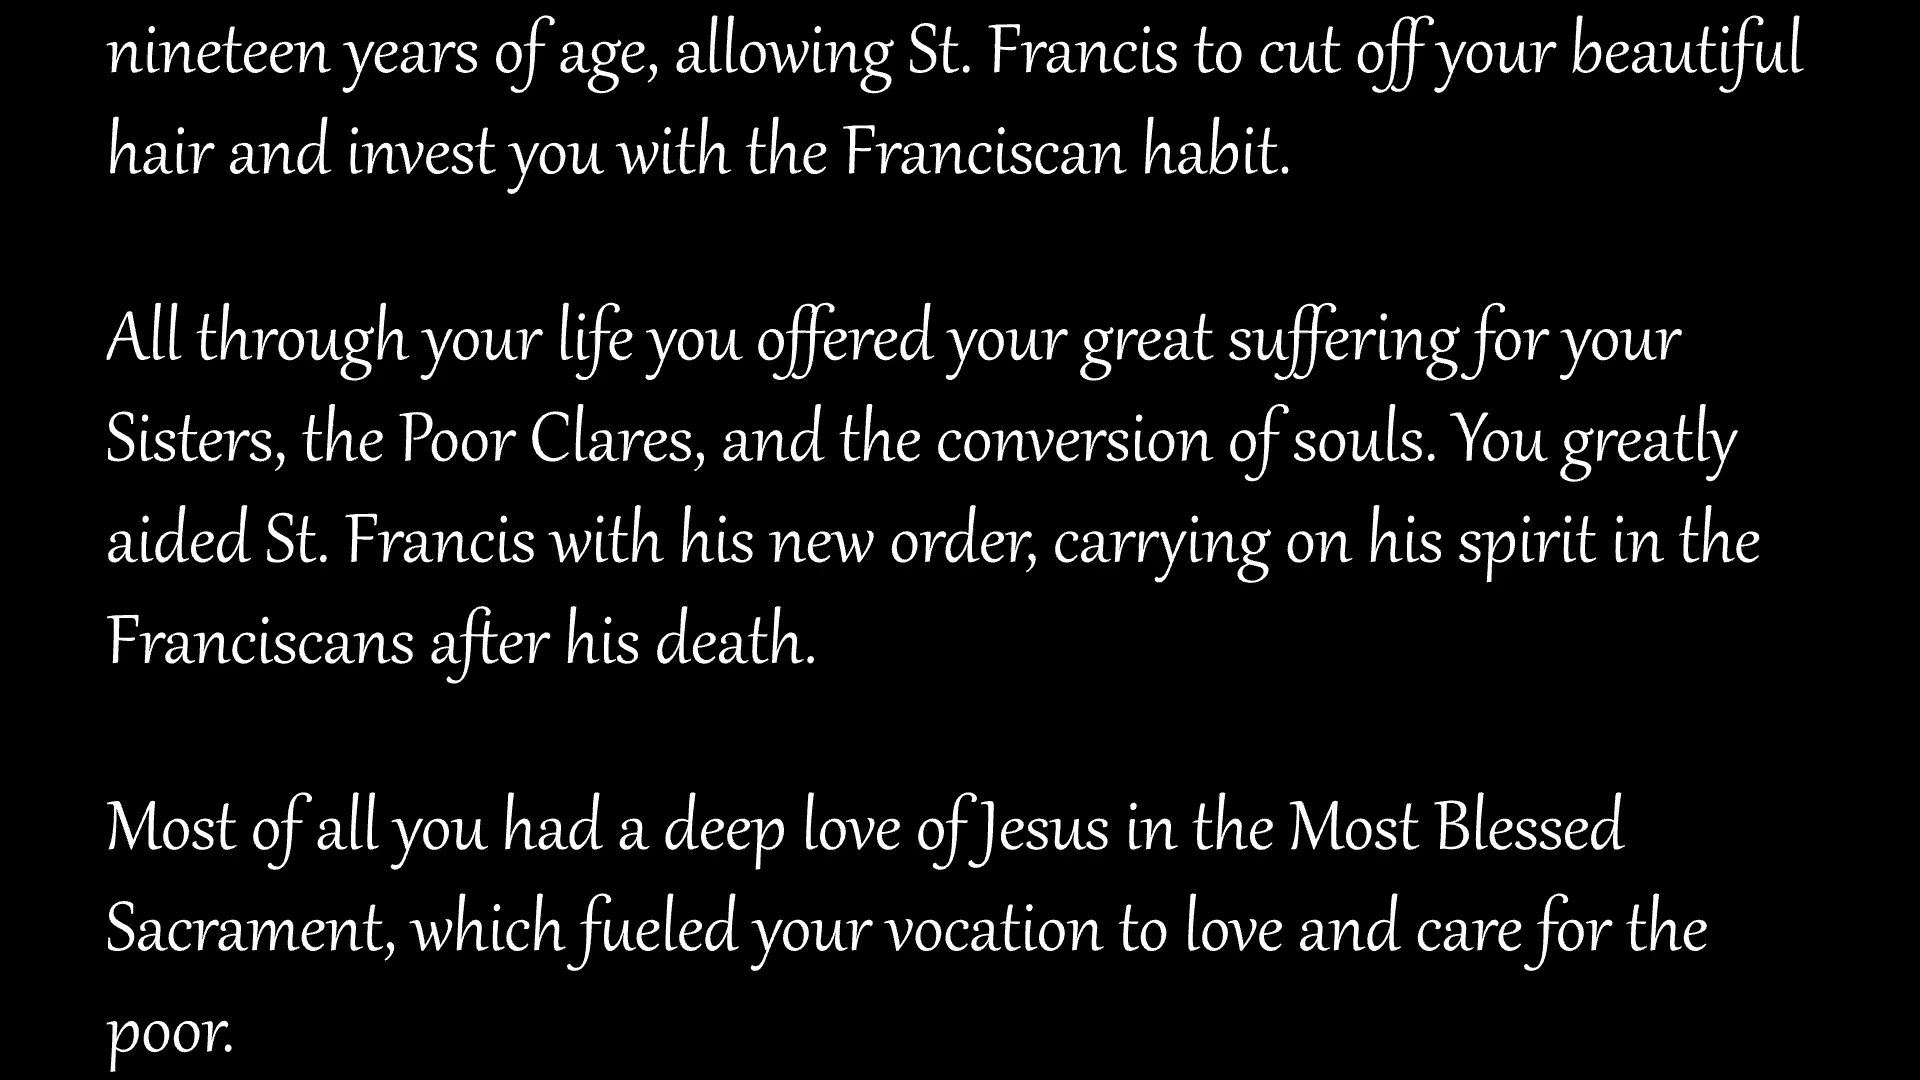 nineteen years of age, allowing St. Francis to cut off your beautiful
hair and invest you with the Franciscan habit.
All through your life you offered your great suffering for your
Sisters, the Poor Clares, and the conversion of souls. You greatly
aided St. Francis with his new order, carrying on his spirit in the
Franciscans after his death.
Most of all you had a deep love of Jesus in the Most Blessed
Sacrament, which fueled your vocation to love and care for the
poor.